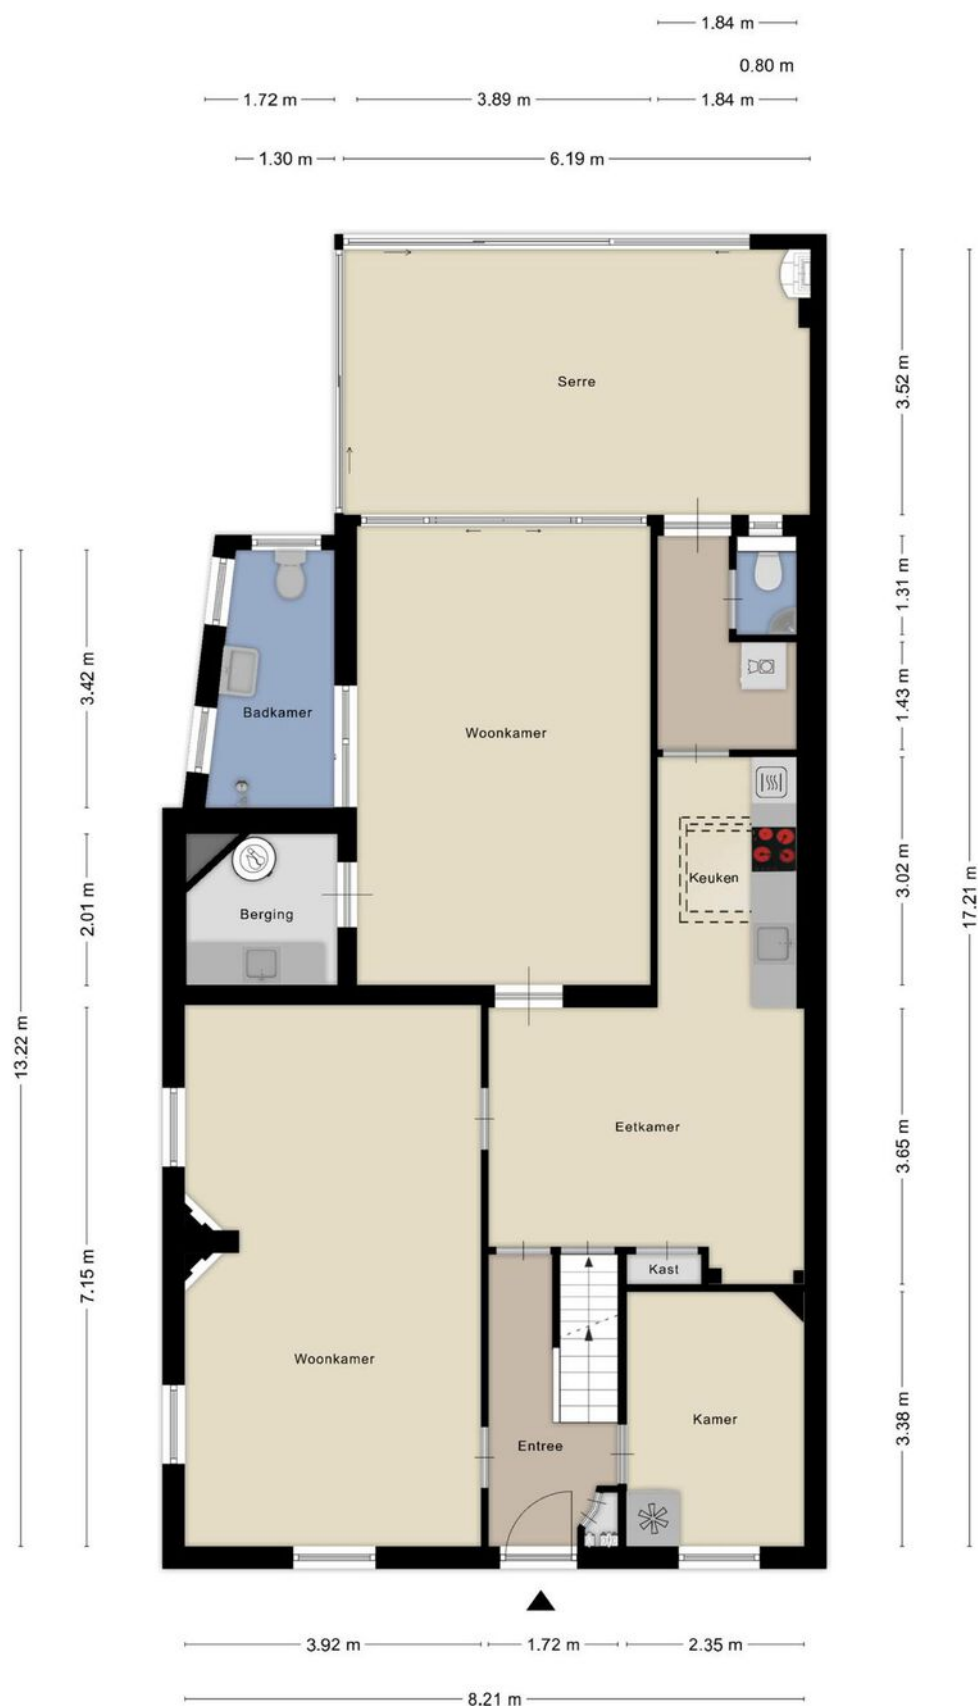 1.84 m
0.80 m
1.72 m
3.89 m
1.84 m
1.30 m
6.19 m
Serre
3.52 m
1.31 m
3.42 m
1.43 m
Badkamer
Woonkamer
Keuken
3.02 m
17.21 m
Berging
2.01 m
13.22 m
Eetkamer
3.65 m
Kast
7.15 m
Woonkamer
Kamer
3.38 m
Entree
3.92 m
1.72 m
2.35 m
8.21 m